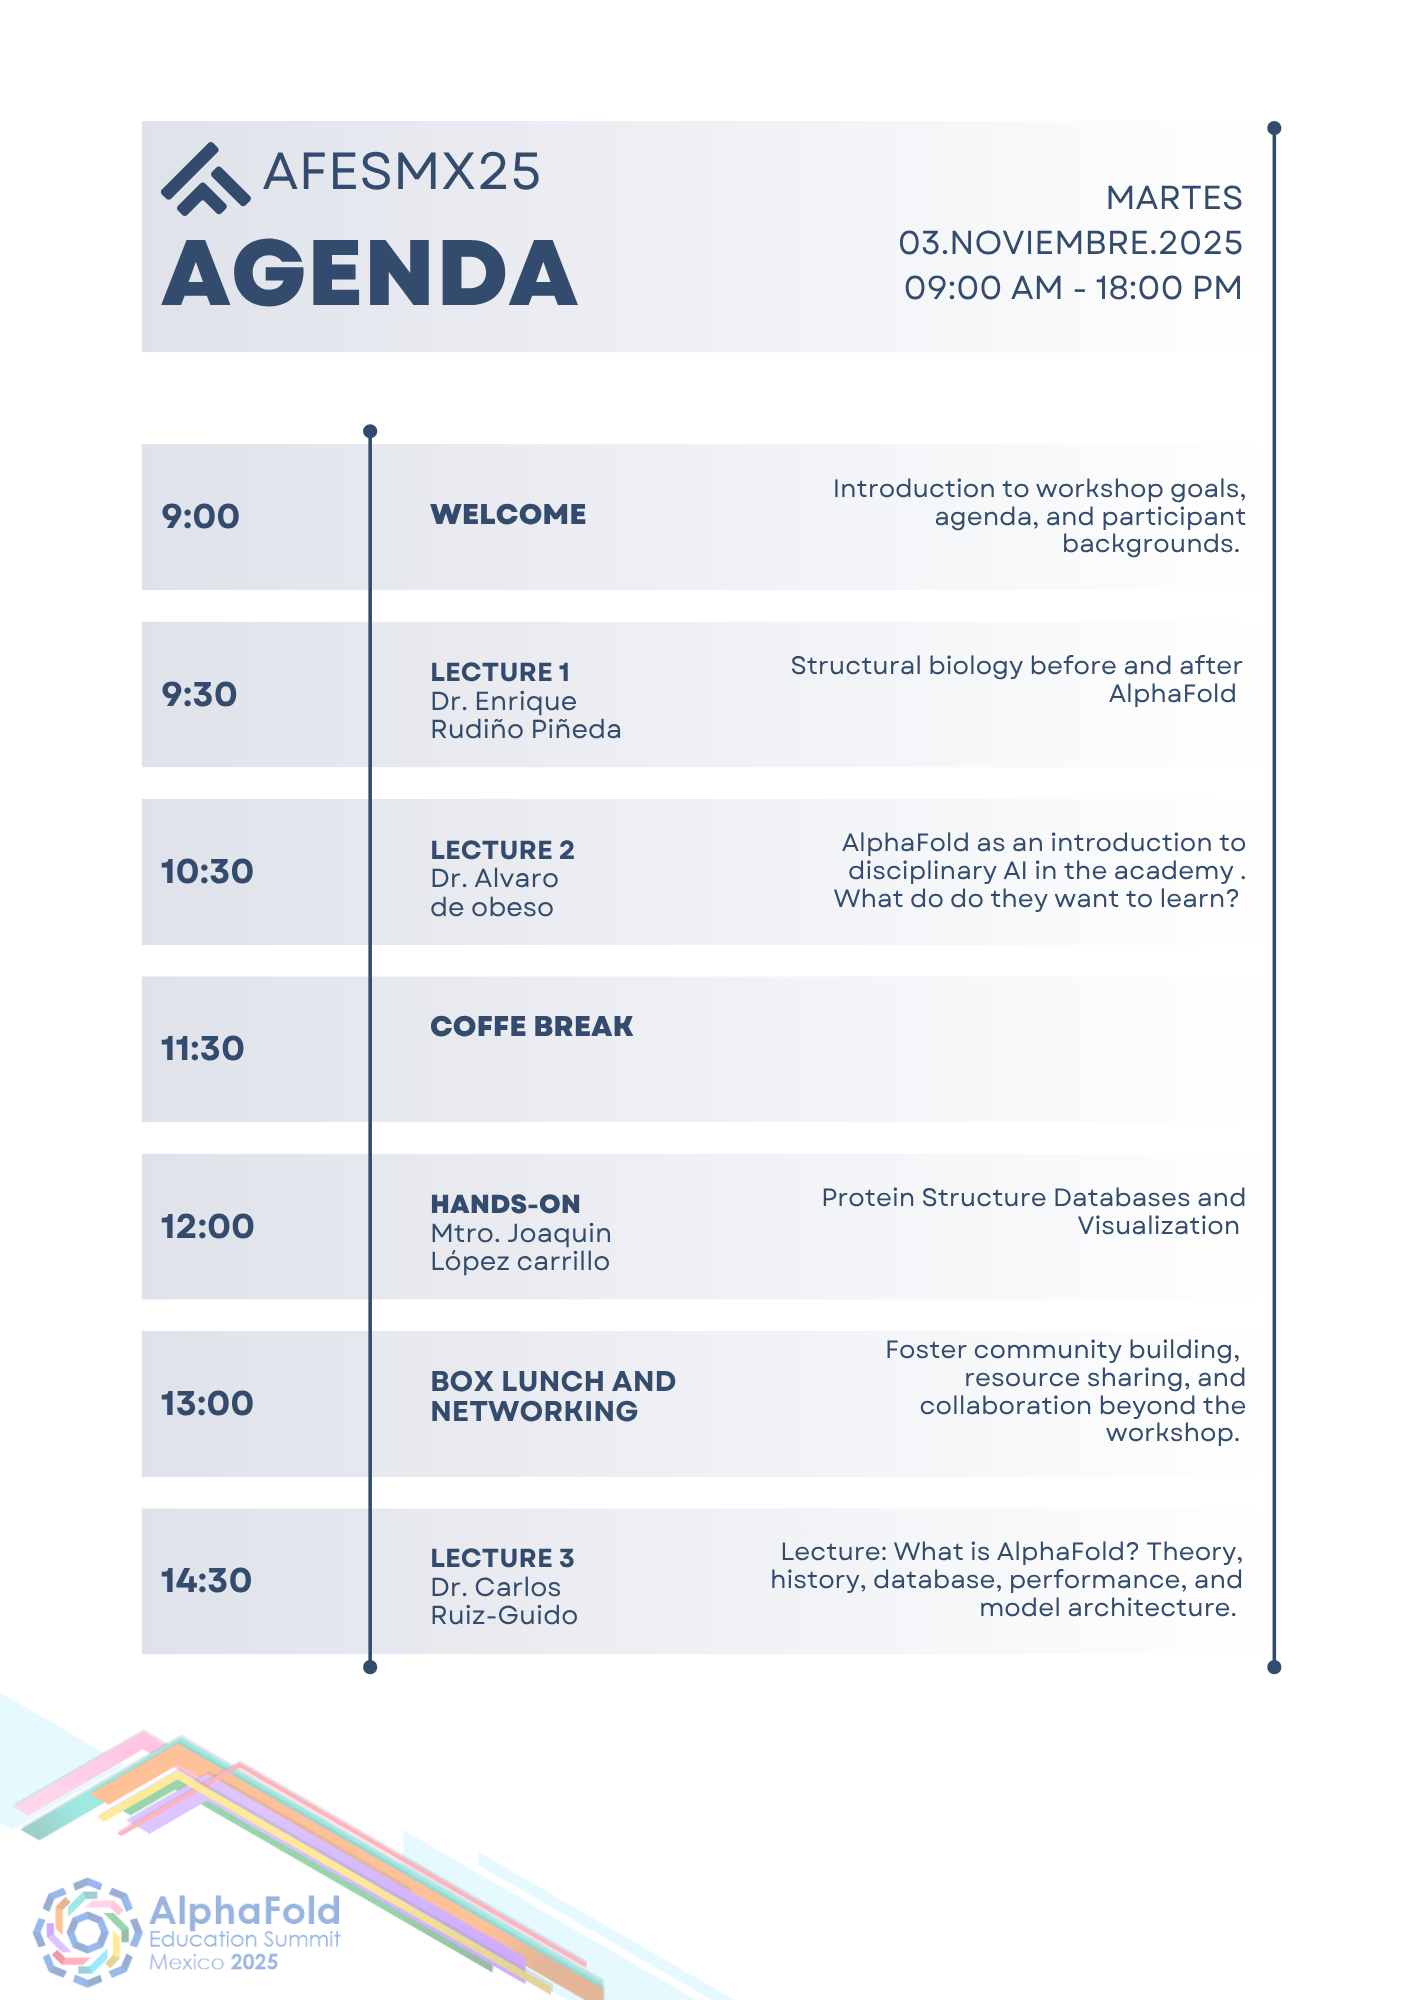 AFESMX25
AGENDA
MARTES
03.NOVIEMBRE.2025
09:00 AM - 18:00 PM
9:00
WELCOME
Introduction to workshop goals,
agenda, and participant
backgrounds.
9:30
LECTURE 1
Dr. Enrique
Rudiño Piñeda
Structural biology before and after
AlphaFold
10:30
LECTURE 2
Dr. Alvaro
de obeso
AlphaFold as an introduction to
disciplinary AI in the academy .
What do do they want to learn?
11:30
COFFE BREAK
12:00
HANDS-ON
Mtro. Joaquin
López carrillo
Protein Structure Databases and
Visualization
13:00
BOX LUNCH AND
NETWORKING
Foster community building,
resource sharing, and
collaboration beyond the
workshop.
14:30
LECTURE 3
Dr. Carlos
Ruiz-Guido
Lecture: What is AlphaFold? Theory,
history, database, performance, and
model architecture.
AlphaFold
Education Summit
Mexico 2025